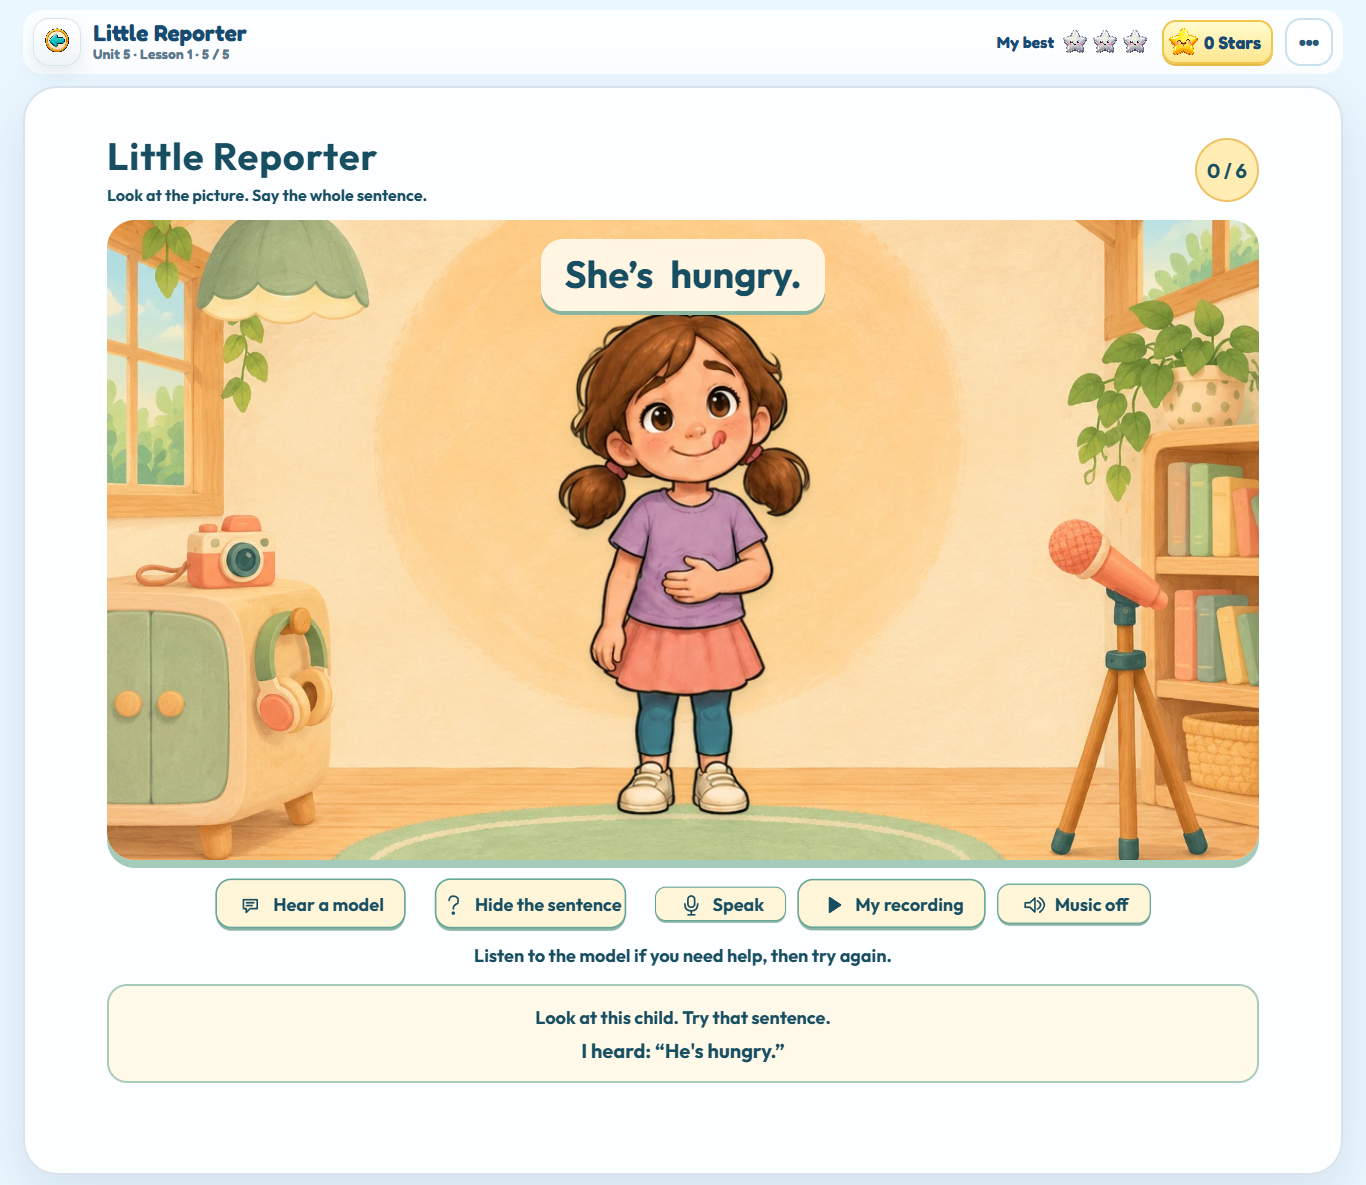 Little Reporter
Unit 5 · Lesson 1 · 5 / 5
My best
0 Stars
Little Reporter
0 / 6
Look at the picture. Say the whole sentence.
She’s hungry.
Hear a model
? Hide the sentence
Speak
My recording
Music off
Listen to the model if you need help, then try again.
Look at this child. Try that sentence.
I heard: “He's hungry.”